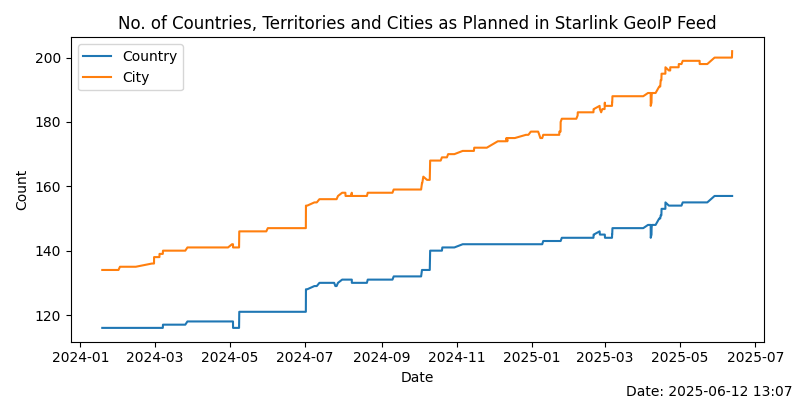 No. of Countries, Territories and Cities as Planned in Starlink GeoIP Feed
Country
City
200
180
160
140
120
Count
2024-01 2024-03 2024-05 2024-07 2024-09 2024-11 2025-01 2025-03 2025-05 2025-07
Date
Date: 2025-06-12 13:07